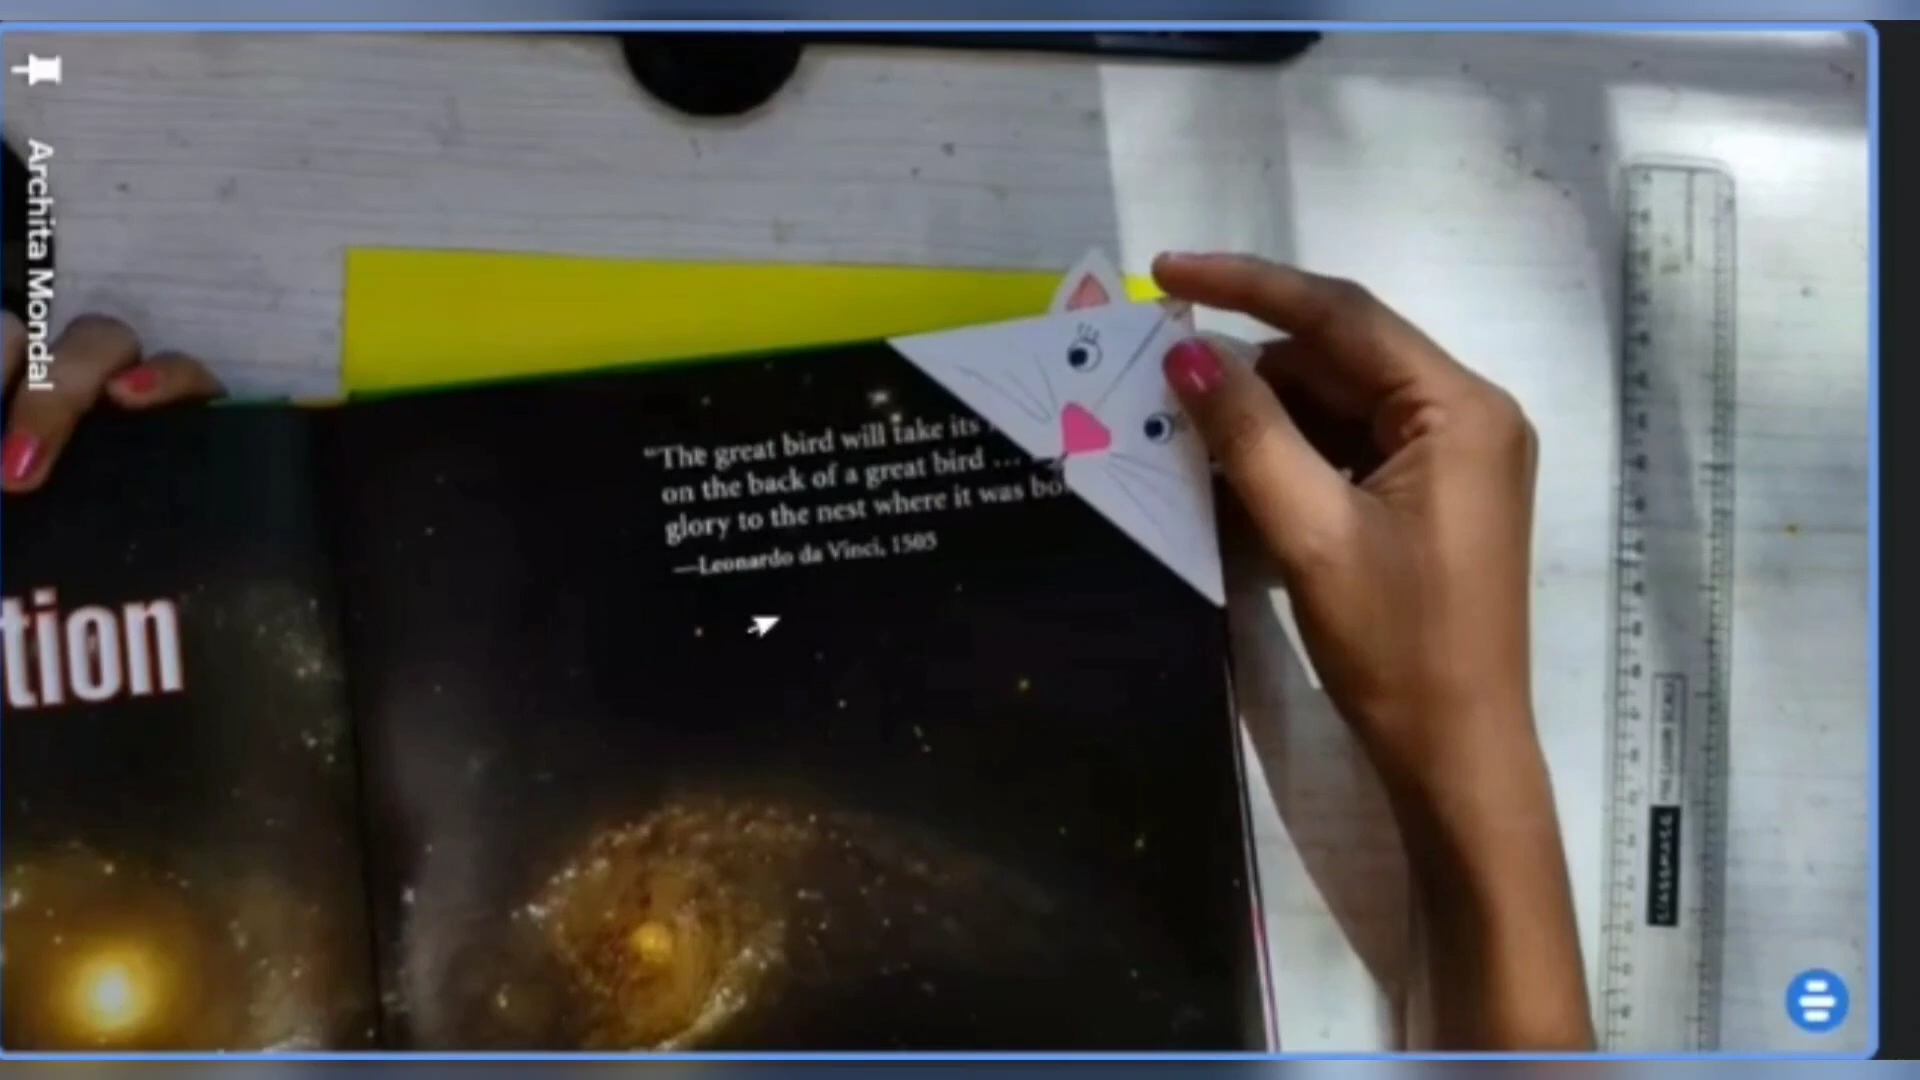 Archita Mondal
"The great bird will take its
on the back of a great bird ...
glory to the nest where it was
—Leonardo da Vinci, 1505
tion
CLASSMATE